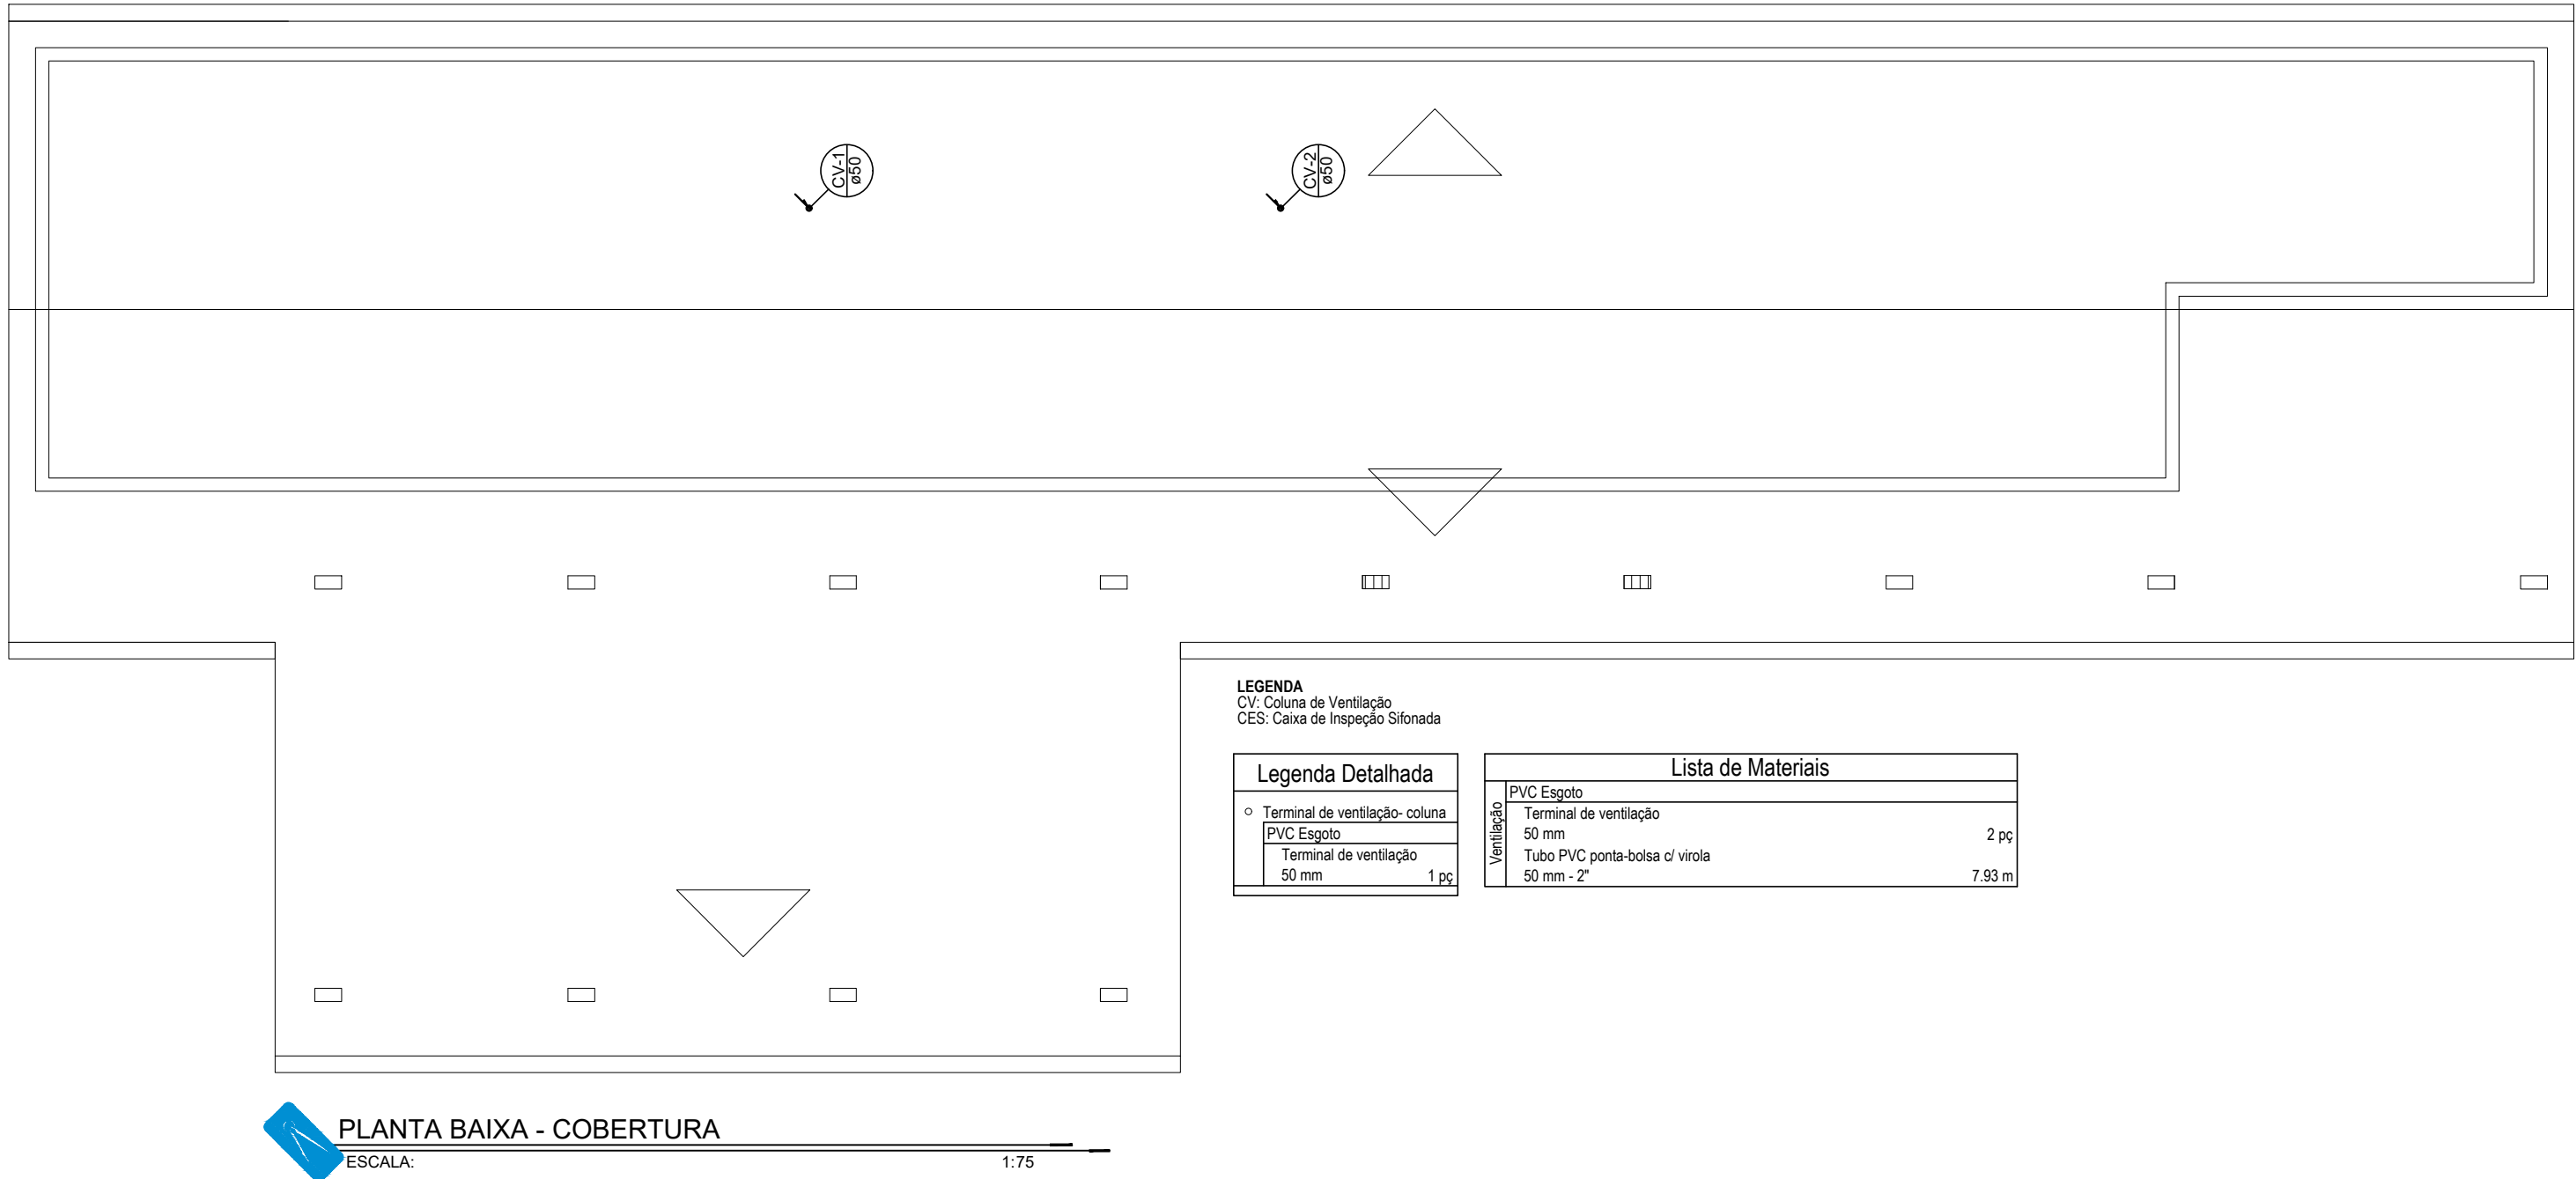 CV-1
ø50
CV-2
ø50
LEGENDA
CV: Coluna de Ventilação
CES: Caixa de Inspeção Sifonada
Legenda Detalhada
Terminal de ventilação- coluna
PVC Esgoto
Terminal de ventilação
50 mm 1 pç
Lista de Materiais
Ventilação
PVC Esgoto
Terminal de ventilação
50 mm 2 pç
Tubo PVC ponta-bolsa c/ virola
50 mm - 2" 7.93 m
PLANTA BAIXA - COBERTURA
ESCALA: 1:75